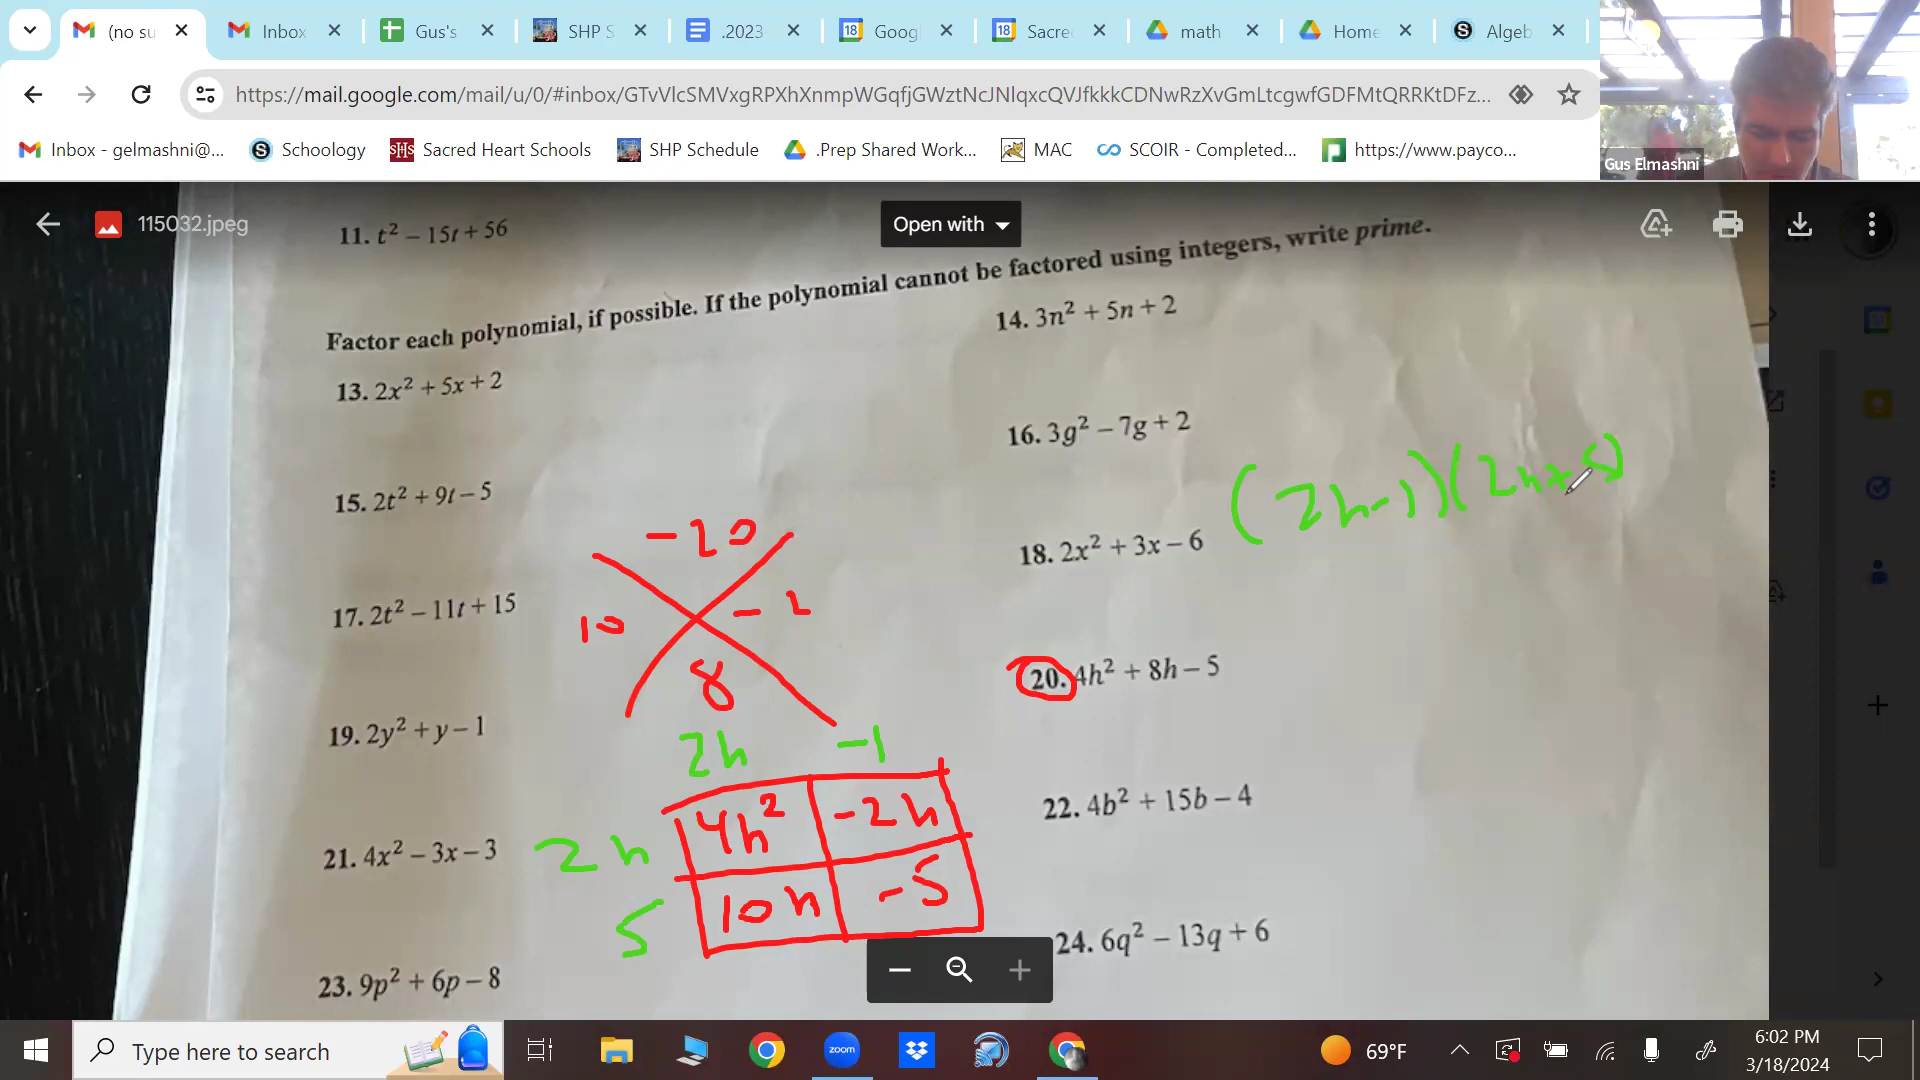 (no su
Inbox
Gus's
SHP S
.2023
Goog
Sacre
math
Home
Algeb
https://mail.google.com/mail/u/0/#inbox/GTvVlcSMVxgRPXhXnmpWGqfjGWztNcJNlqxcQVJfkkkCDNwRzXvGmLtcgwfGDFMtQRRKtDFz...
Inbox - gelmashni@...
Schoology
Sacred Heart Schools
SHP Schedule
.Prep Shared Work...
MAC
SCOIR - Completed...
https://www.payco...
Gus Elmashni
115032.jpeg
Open with
11. t² – 15t + 56
Factor each polynomial, if possible. If the polynomial cannot be factored using integers, write prime.
13. 2x² + 5x + 2
14. 3n² + 5n + 2
15. 2t² + 9t – 5
16. 3g² – 7g + 2
(2h-1)(2h+5)
17. 2t² – 11t + 15
18. 2x² + 3x – 6
-20
10
-2
8
19. 2y² + y – 1
20. 4h² + 8h – 5
2h -1
2h 4h² -2h
5 10h -5
21. 4x² – 3x – 3
22. 4b² + 15b – 4
23. 9p² + 6p – 8
24. 6q² – 13q + 6
Type here to search
zoom
69°F
6:02 PM
3/18/2024